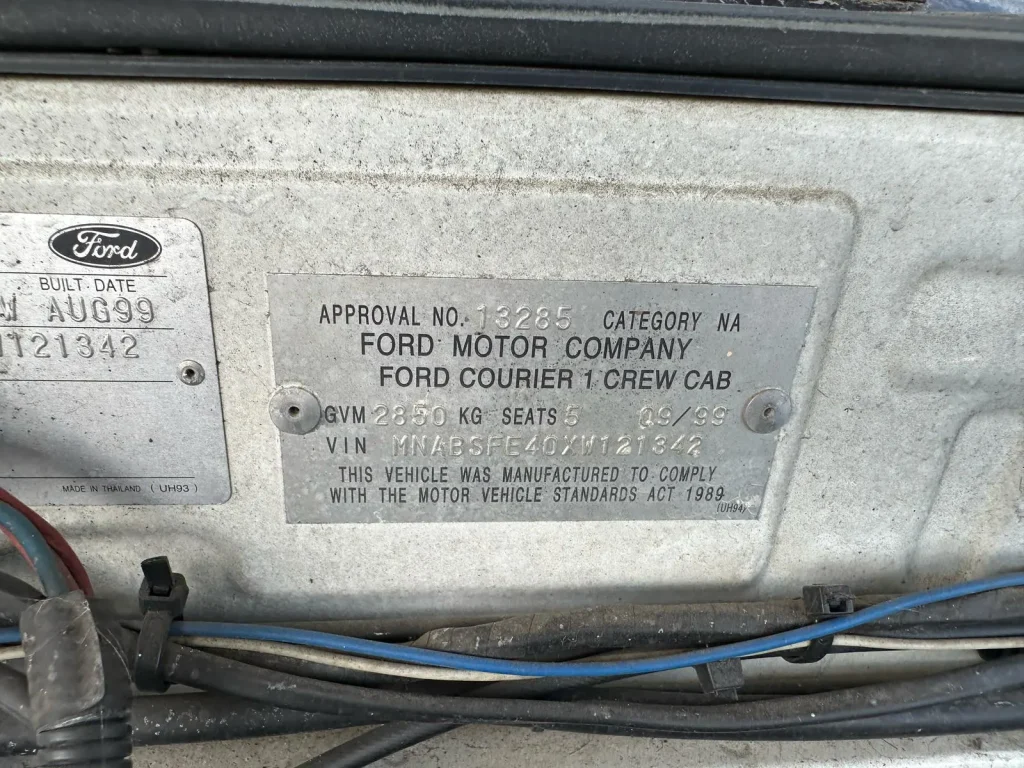 Ford
BUILT DATE
W AUG99
121342
MADE IN THAILAND ( UH93 )
APPROVAL NO. 13285 CATEGORY NA
FORD MOTOR COMPANY
FORD COURIER 1 CREW CAB
GVM 2850 KG SEATS 5 09/99
VIN MNABSFE40XW121342
THIS VEHICLE WAS MANUFACTURED TO COMPLY
WITH THE MOTOR VEHICLE STANDARDS ACT 1989
(UH94)